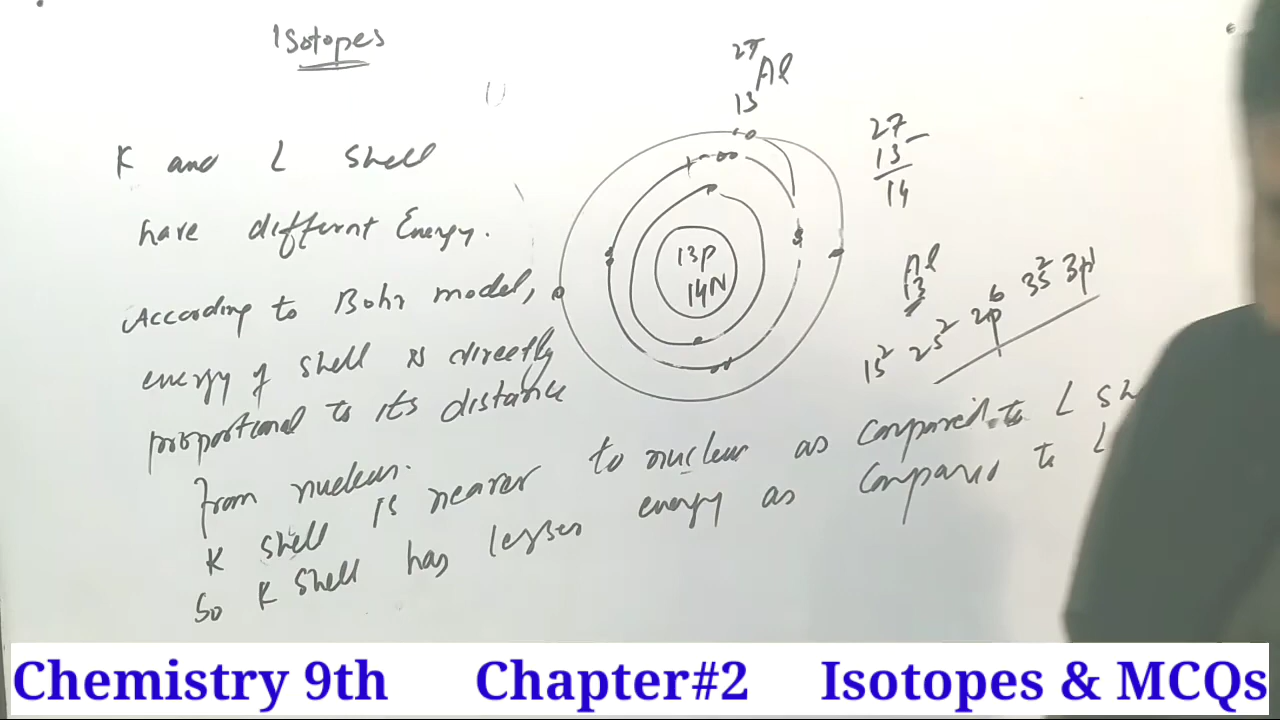 Isotopes
K and L Shell
have different Energy.
According to Bohr model,
energy of shell is directly
proportional to its distance
from nucleus.
K shell is nearer to nucleus as compared to L sh
So K Shell has lesser energy as compared to L
27
Al
13
13P
14N
27
13 -
14
Al
13
1s² 2s² 2p⁶ 3s² 3p¹
Chemistry 9th Chapter#2 Isotopes & MCQs